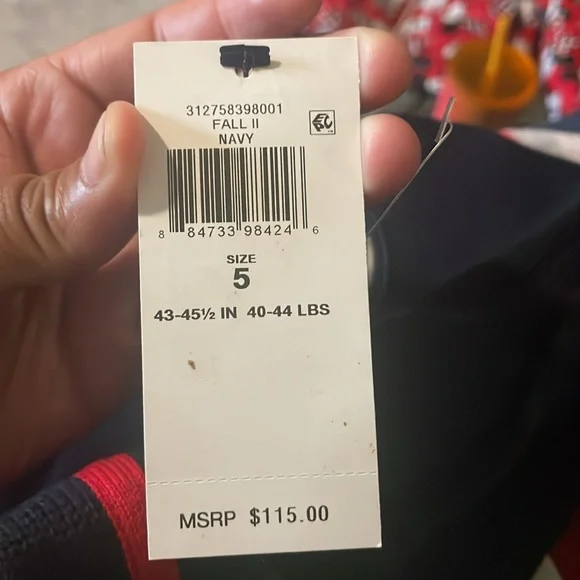 312758398001
FALL II
NAVY
8 84733 98424 6
SIZE
5
43-45½ IN 40-44 LBS
MSRP $115.00